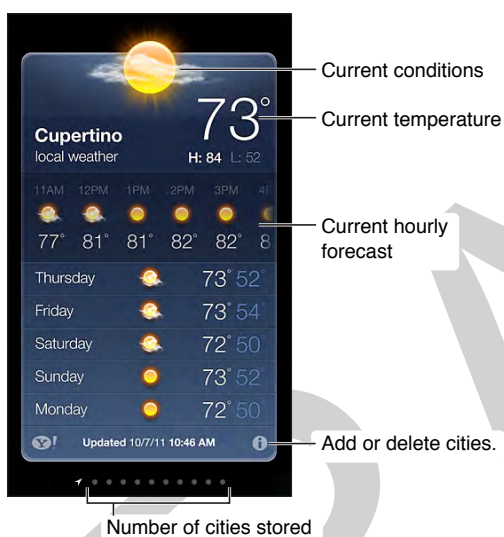 Current conditions
73°
Current temperature
Cupertino
local weather
H: 84 L: 52
11AM 12PM 1PM 2PM 3PM
77° 81° 81° 82° 82° 8
Current hourly
forecast
Thursday 73° 52°
Friday 73° 54°
Saturday 72° 50°
Sunday 73° 52°
Monday 72° 50°
Y! Updated 10/7/11 10:46 AM i
Add or delete cities.
Number of cities stored